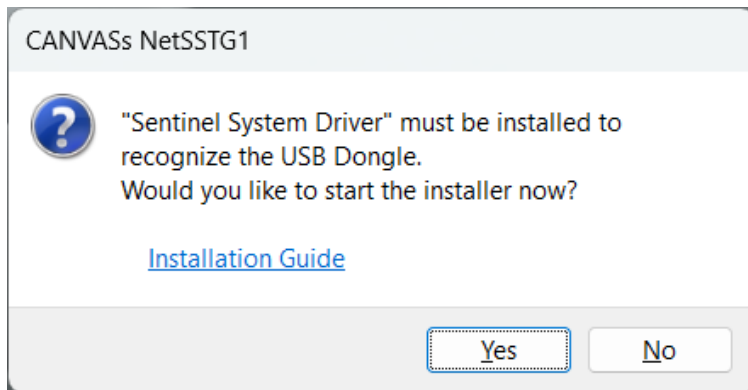 CANVASs NetSSTG1
"Sentinel System Driver" must be installed to
recognize the USB Dongle.
Would you like to start the installer now?
Installation Guide
Yes
No